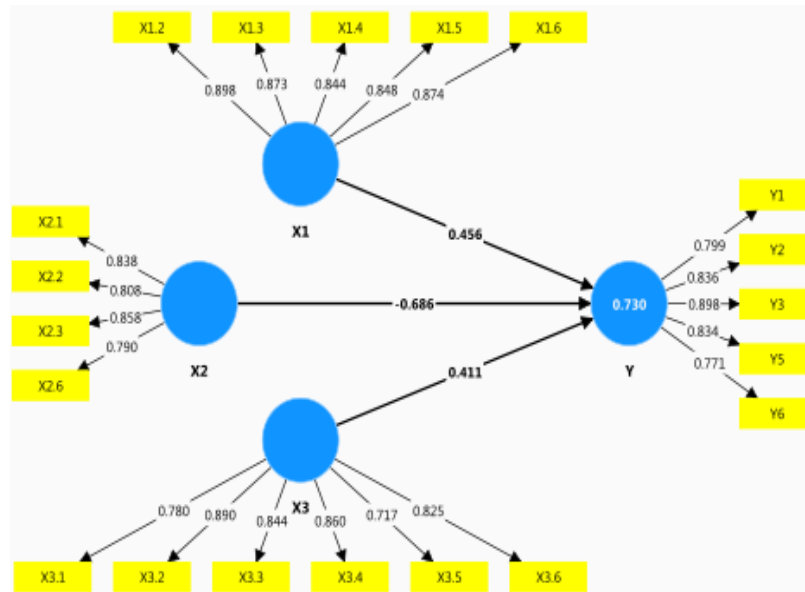 X1.2 X1.3 X1.4 X1.5 X1.6
0.898 0.873 0.844 0.848 0.874
X1
0.456
X2.1
X2.2
X2.3
X2.6
0.838
0.808
0.858
0.790
X2
-0.686
0.730
Y
0.799
0.836
0.898
0.834
0.771
Y1
Y2
Y3
Y5
Y6
0.411
X3
0.780 0.890 0.844 0.860 0.717 0.825
X3.1 X3.2 X3.3 X3.4 X3.5 X3.6